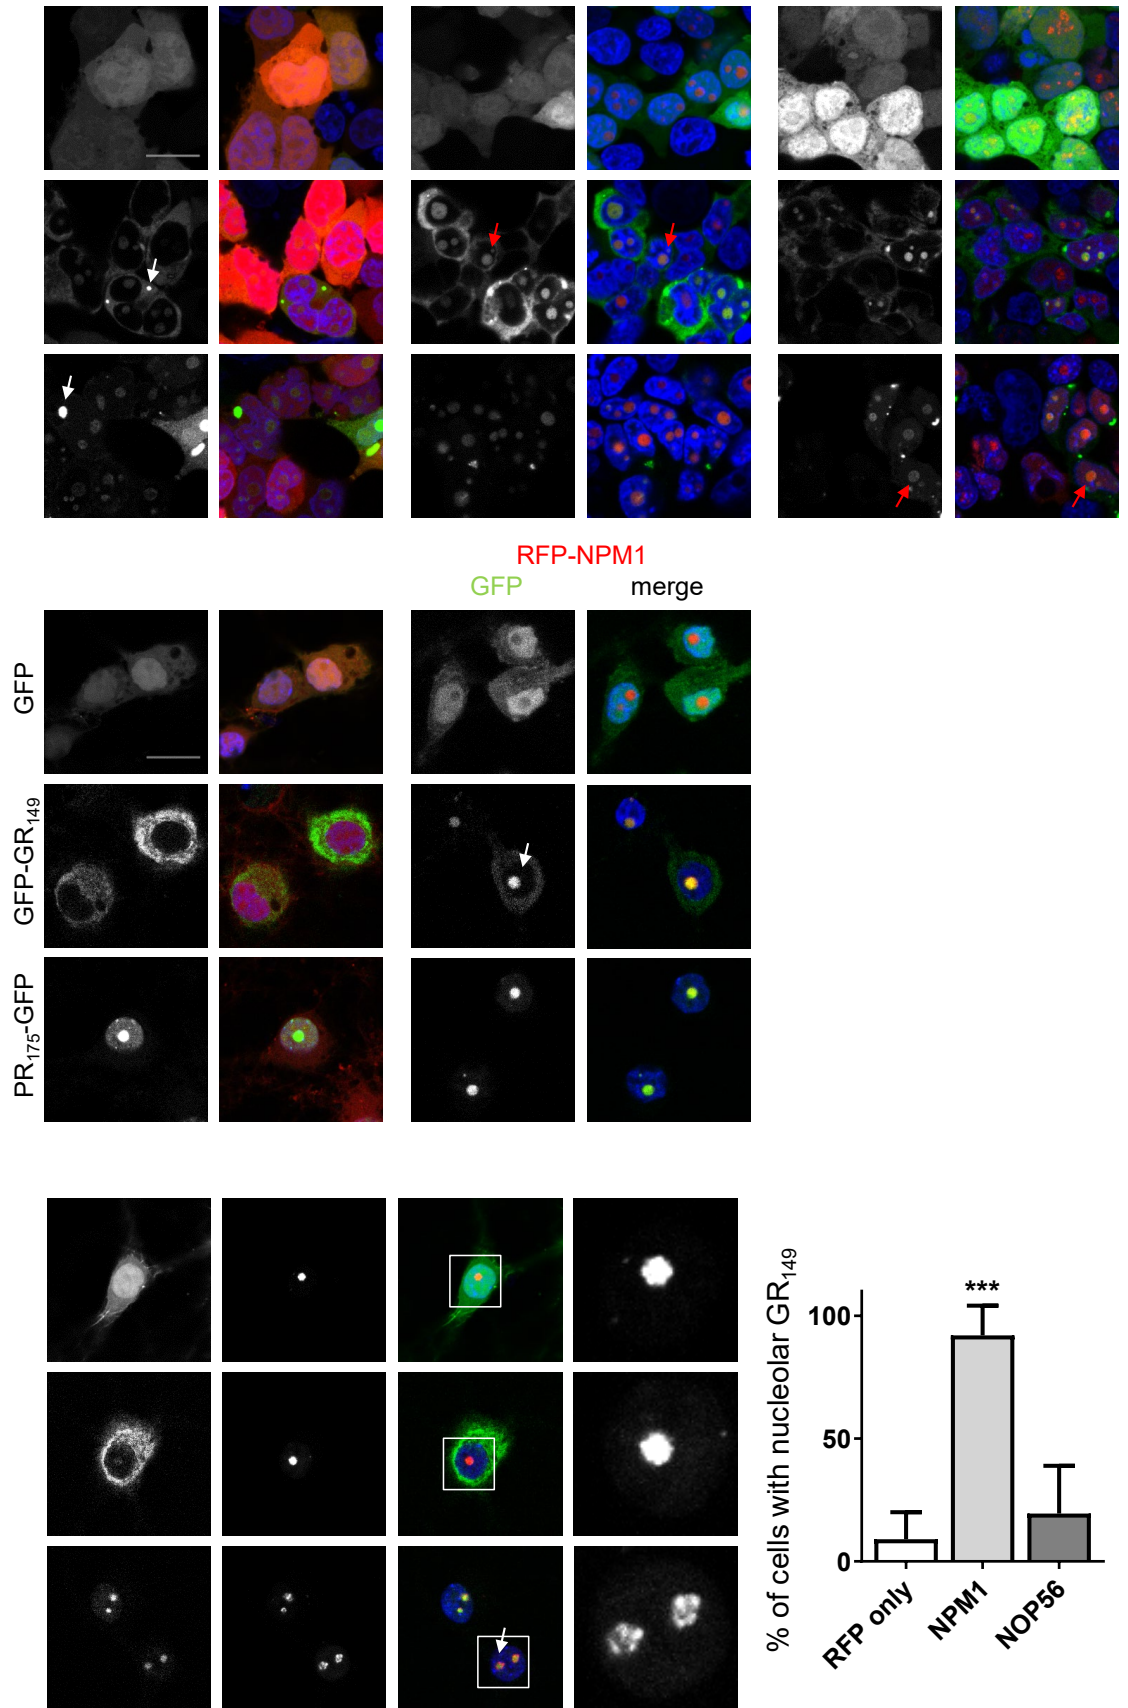 RFP-NPM1
GFP merge
GFP
GFP-GR₁₄₉
PR₁₇₅-GFP
% of cells with nucleolar GR₁₄₉
***
100
50
0
RFP only
NPM1
NOP56